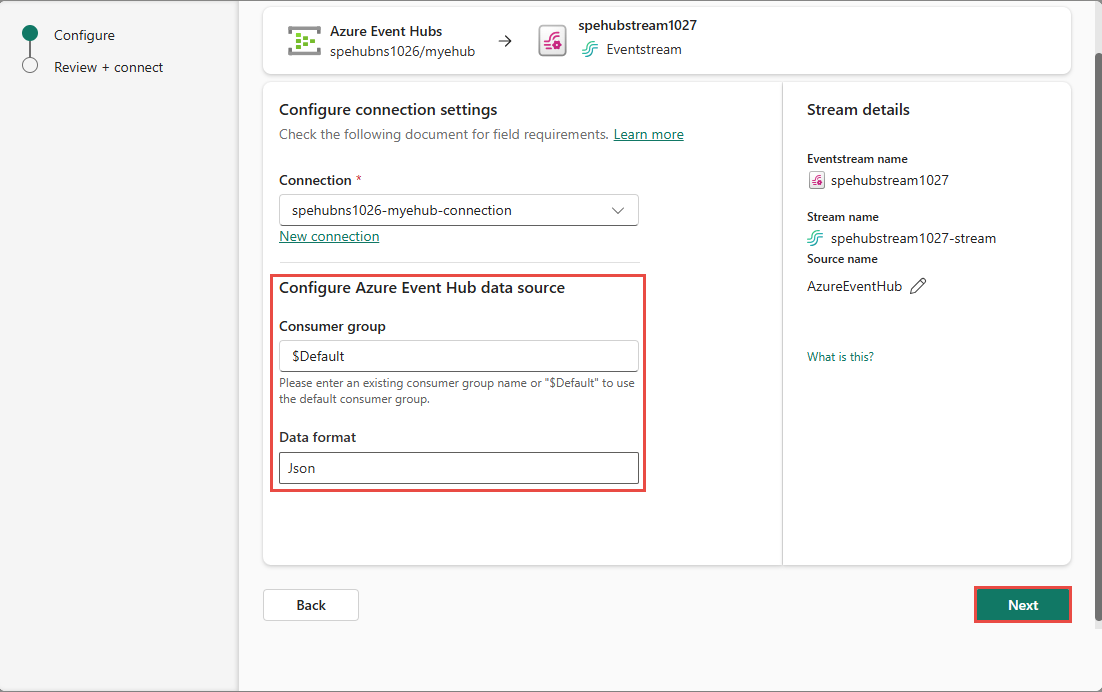 Configure
Review + connect
Azure Event Hubs
spehubns1026/myehub
spehubstream1027
Eventstream
Configure connection settings
Check the following document for field requirements. Learn more
Connection *
spehubns1026-myehub-connection
New connection
Configure Azure Event Hub data source
Consumer group
$Default
Please enter an existing consumer group name or "$Default" to use
the default consumer group.
Data format
Json
Stream details
Eventstream name
spehubstream1027
Stream name
spehubstream1027-stream
Source name
AzureEventHub
What is this?
Back
Next